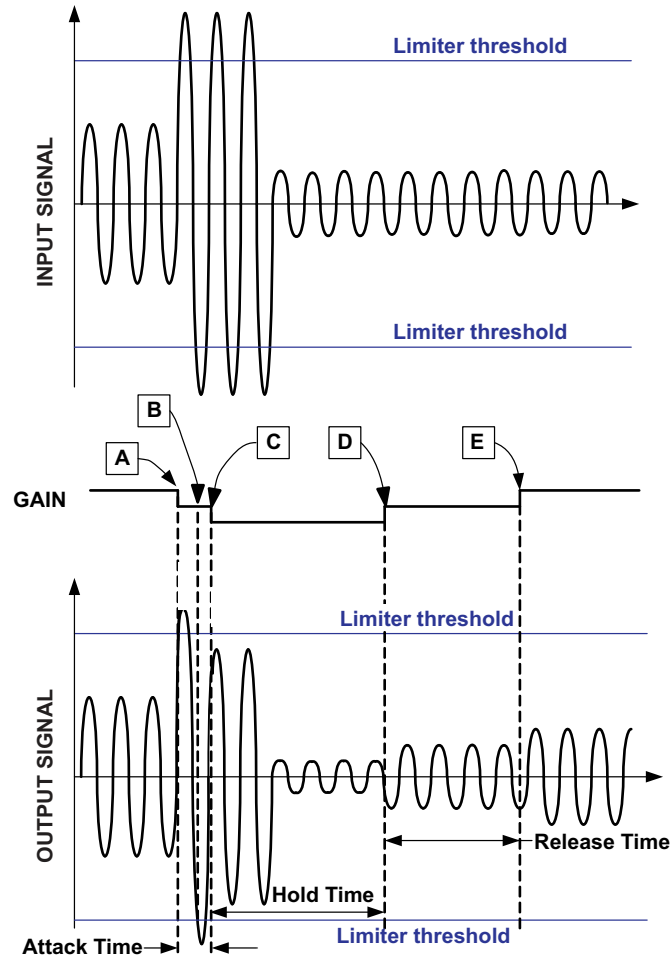 Limiter threshold
INPUT SIGNAL
Limiter threshold
B
A
C
D
E
GAIN
Limiter threshold
OUTPUT SIGNAL
Release Time
Hold Time
Limiter threshold
Attack Time